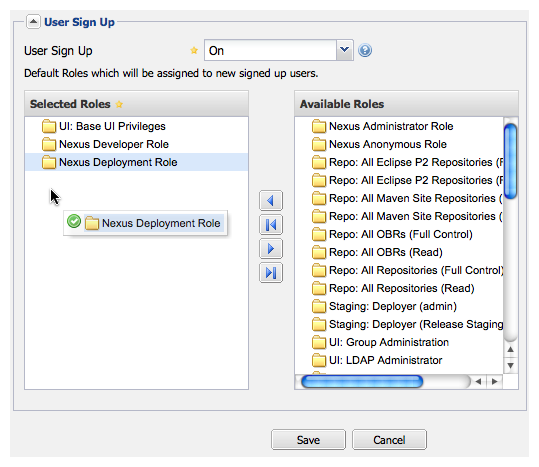 User Sign Up
User Sign Up
On
Default Roles which will be assigned to new signed up users.
Selected Roles
UI: Base UI Privileges
Nexus Developer Role
Nexus Deployment Role
Nexus Deployment Role
Available Roles
Nexus Administrator Role
Nexus Anonymous Role
Repo: All Eclipse P2 Repositories (
Repo: All Eclipse P2 Repositories (
Repo: All Maven Site Repositories (
Repo: All Maven Site Repositories (
Repo: All OBRs (Full Control)
Repo: All OBRs (Read)
Repo: All Repositories (Full Control)
Repo: All Repositories (Read)
Staging: Deployer (admin)
Staging: Deployer (Release Staging
UI: Group Administration
UI: LDAP Administrator
Save
Cancel